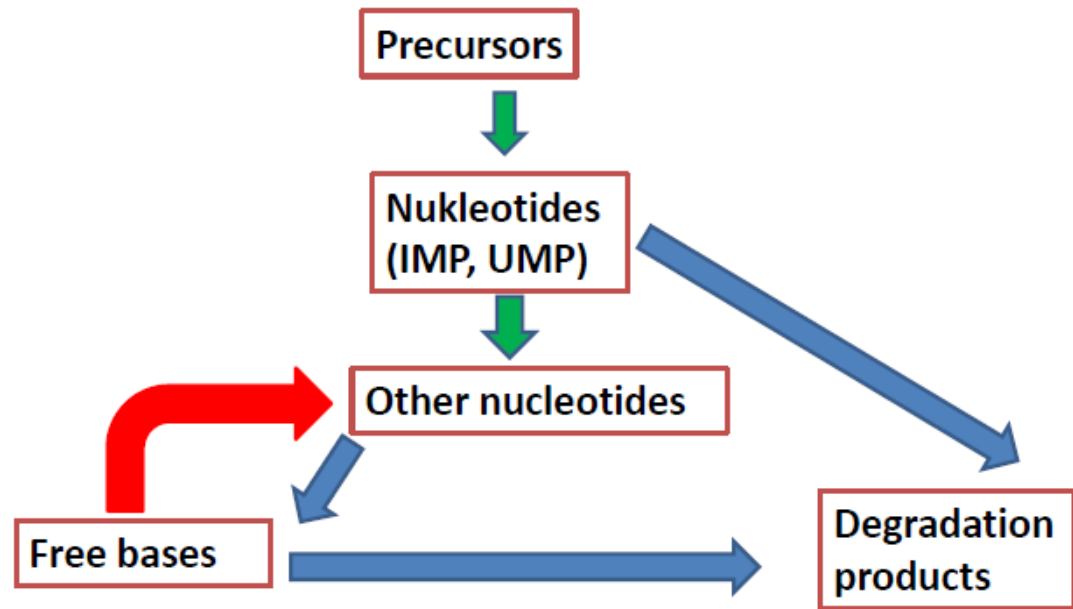 Precursors
Nukleotides
(IMP, UMP)
Other nucleotides
Free bases
Degradation
products